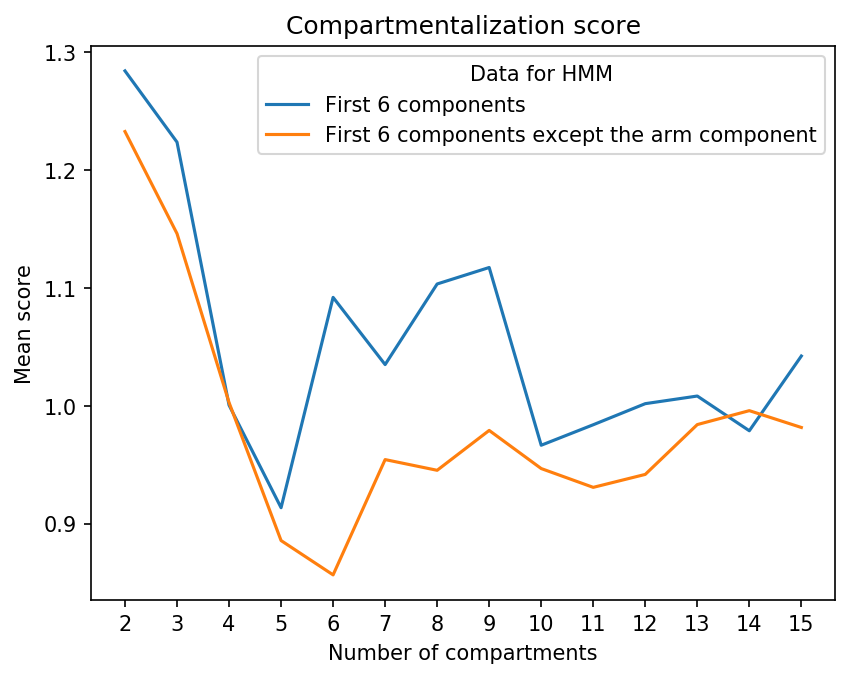 Compartmentalization score
Data for HMM
First 6 components
First 6 components except the arm component
Mean score
1.3
1.2
1.1
1.0
0.9
2 3 4 5 6 7 8 9 10 11 12 13 14 15
Number of compartments